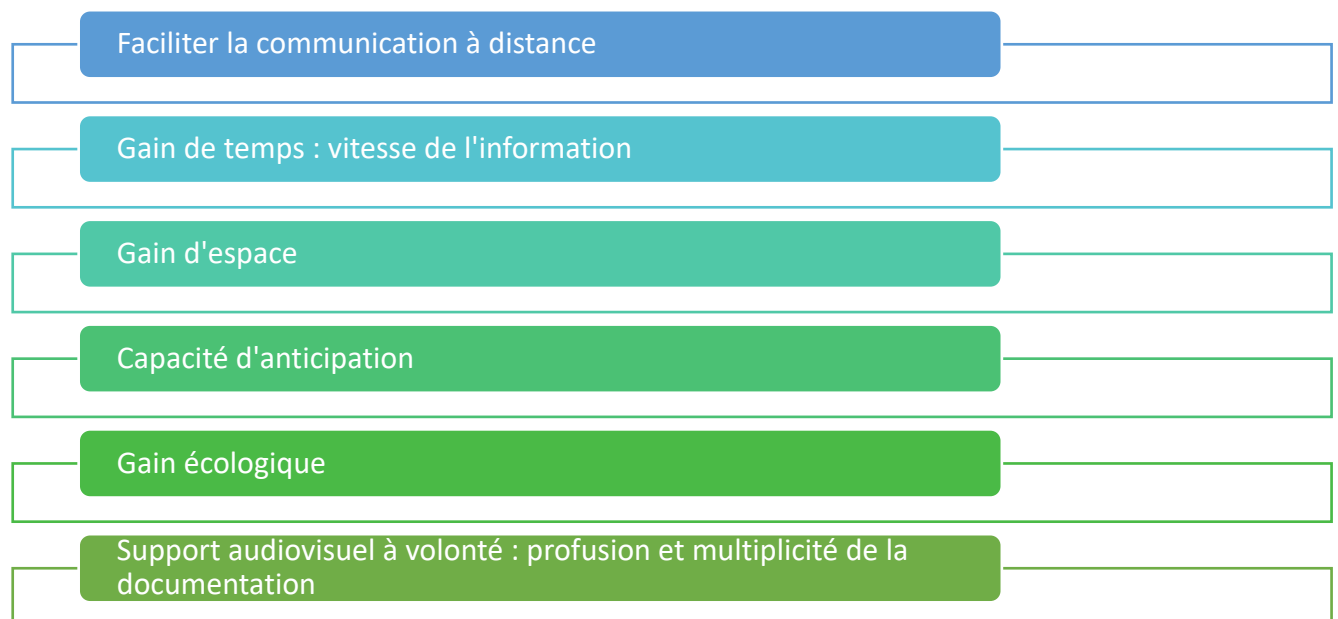 Faciliter la communication à distance
Gain de temps : vitesse de l'information
Gain d'espace
Capacité d'anticipation
Gain écologique
Support audiovisuel à volonté : profusion et multiplicité de la
documentation